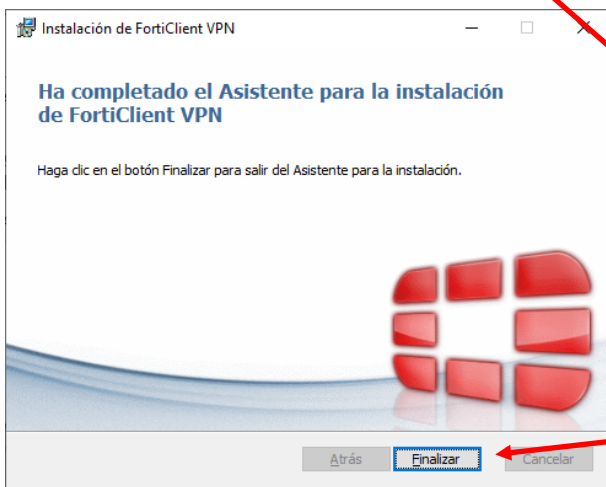 Instalación de FortiClient VPN
Ha completado el Asistente para la instalación
de FortiClient VPN
Haga clic en el botón Finalizar para salir del Asistente para la instalación.
Atrás Finalizar Cancelar